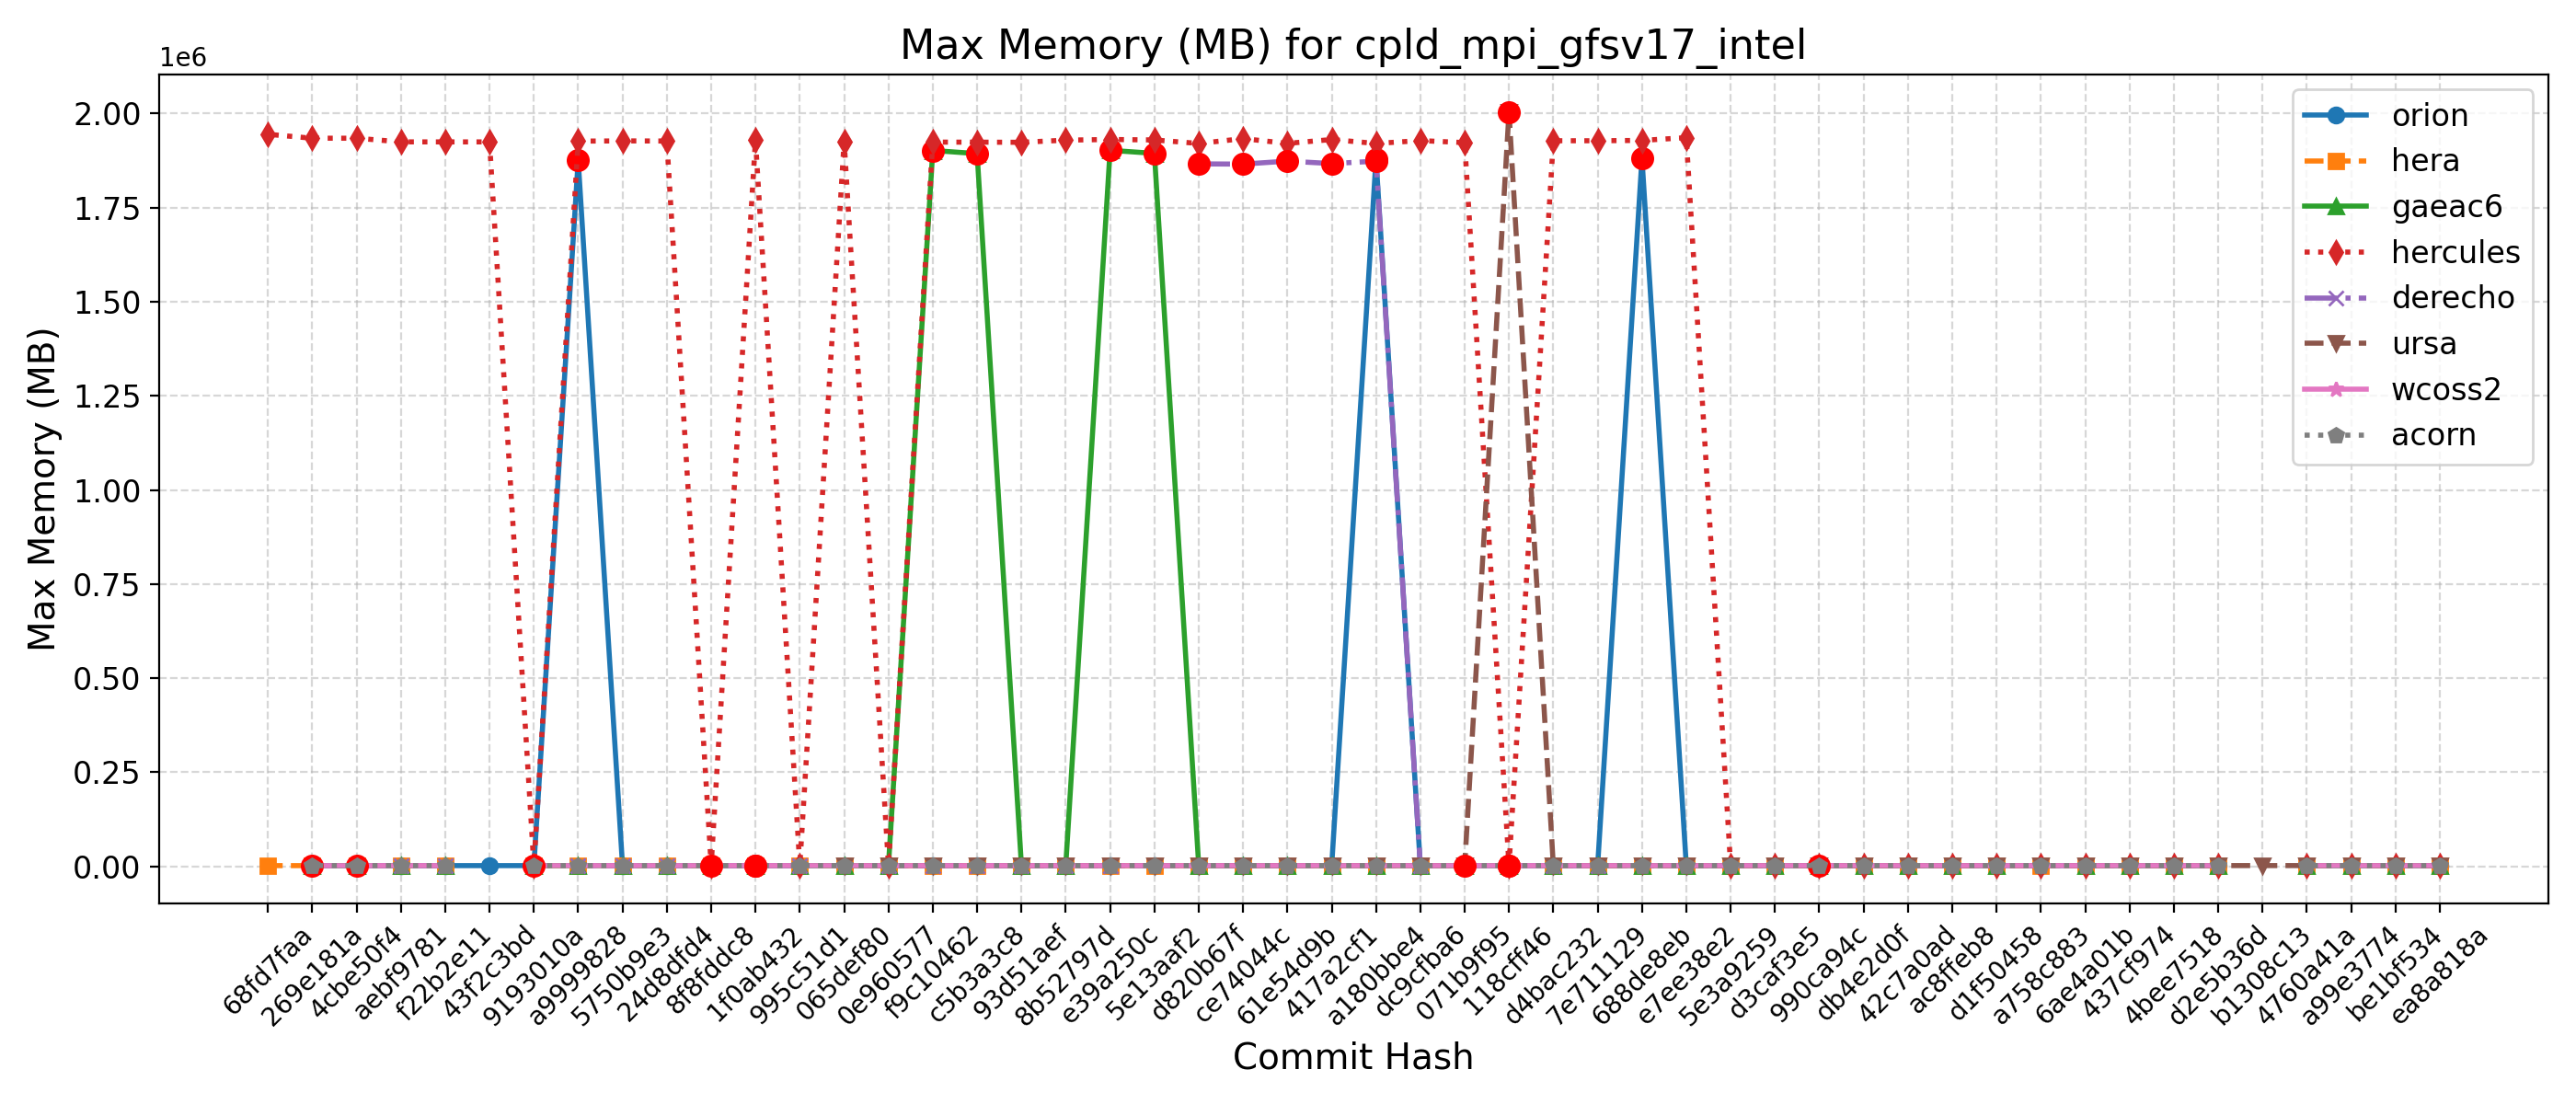 Max Memory (MB) for cpld_mpi_gfsv17_intel
1e6
2.00
1.75
1.50
1.25
1.00
0.75
0.50
0.25
0.00
Max Memory (MB)
orion
hera
gaeac6
hercules
derecho
ursa
wcoss2
acorn
68fd7faa
269e181a
4cbe50f4
aebf9781
f22b2e11
43f2c3bd
9193010a
a9999828
5750b9e3
24d8dfd4
8f8fddc8
1f0ab432
995c51d1
065def80
0e960577
f9c10462
c5b3a3c8
93d51aef
8b52797d
e39a250c
5e13aaf2
d820b67f
ce74044c
61e54d9b
417a2cf1
a180bbe4
dc9cfba6
071b9f95
118cff46
d4bac232
7e711129
688de8eb
e7ee38e2
5e3a9259
d3caf3e5
990ca94c
db4e2d0f
42c7a0ad
ac8ffeb8
d1f50458
a758c883
6ae4a01b
437cf974
4bee7518
d2e5b36d
b1308c13
4760a41a
a99e3774
be1bf534
ea8a818a
Commit Hash